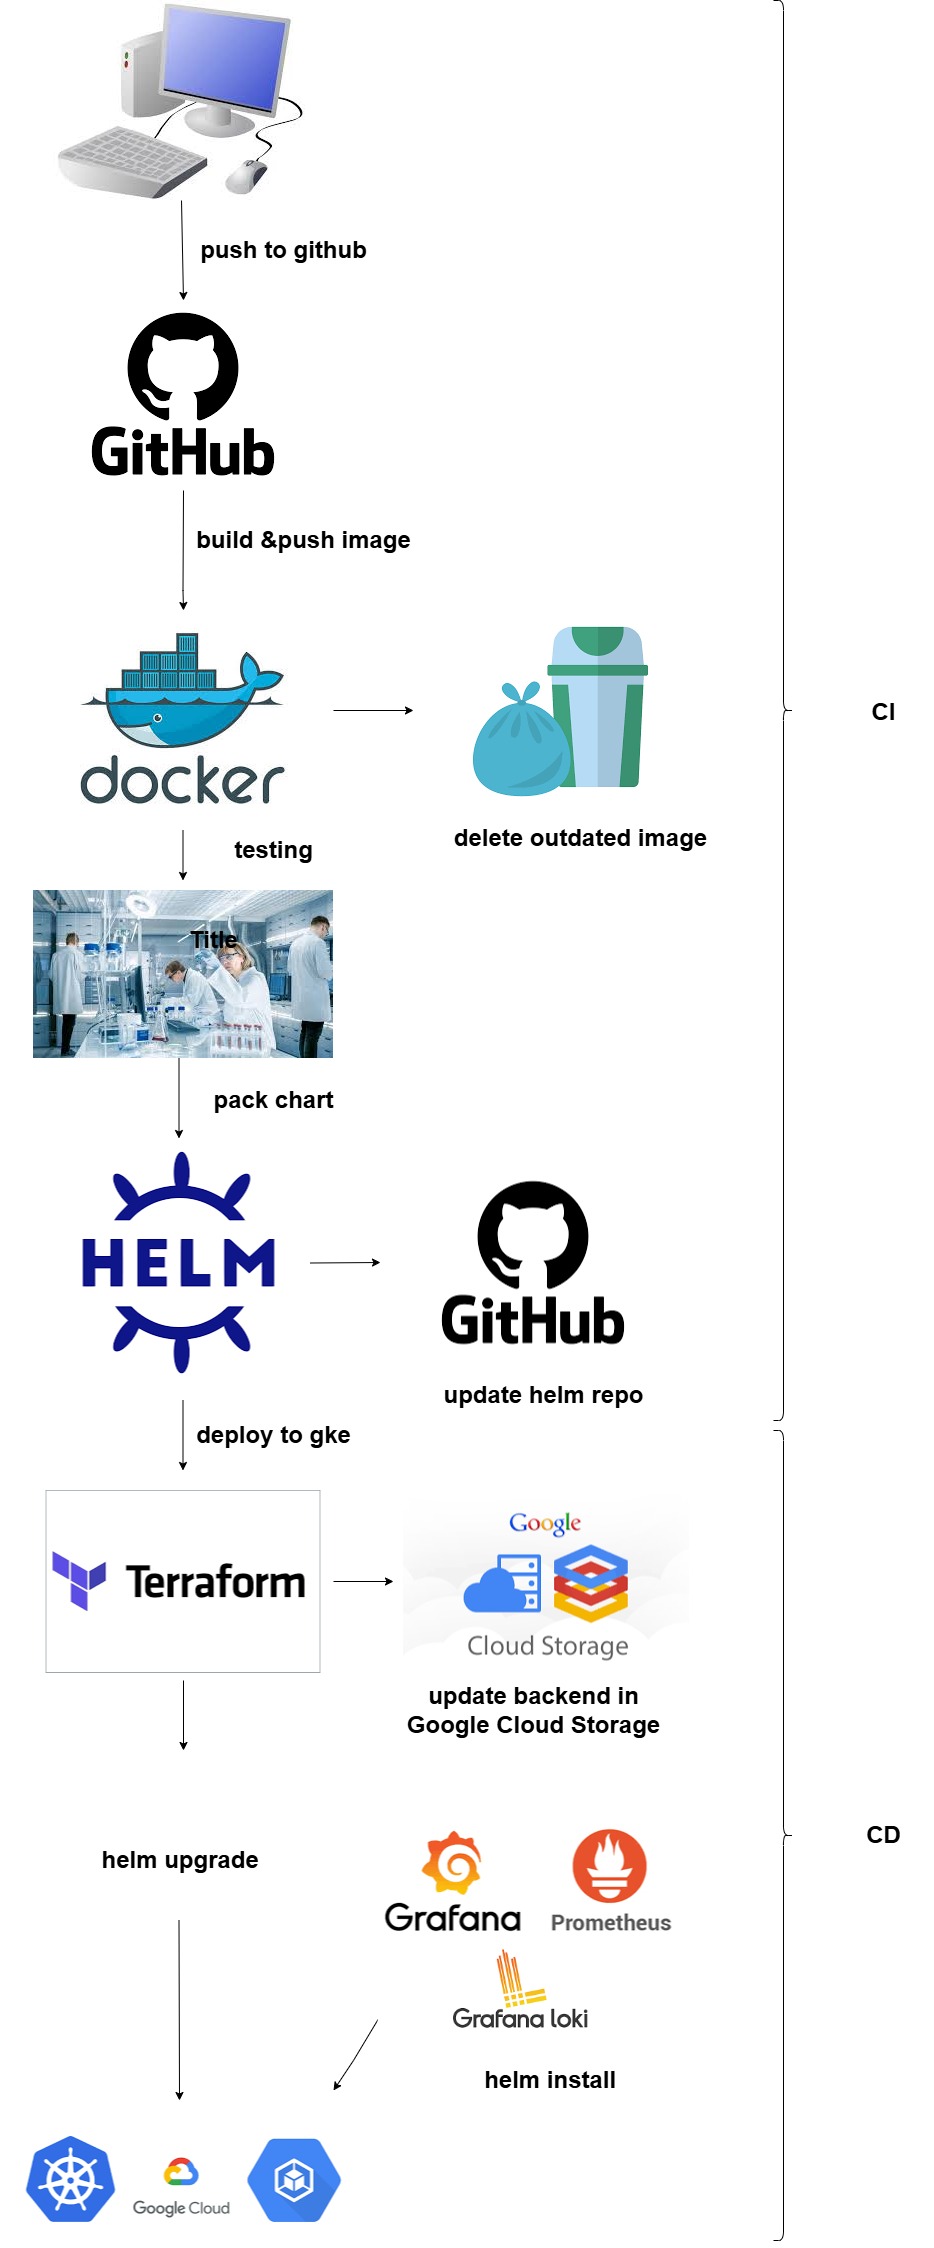 push to github
GitHub
build &push image
docker
CI
delete outdated image
testing
Title
pack chart
HELM
GitHub
update helm repo
deploy to gke
Terraform
Google
Cloud Storage
update backend in
Google Cloud Storage
CD
helm upgrade
Grafana
Prometheus
Grafana loki
helm install
Google Cloud